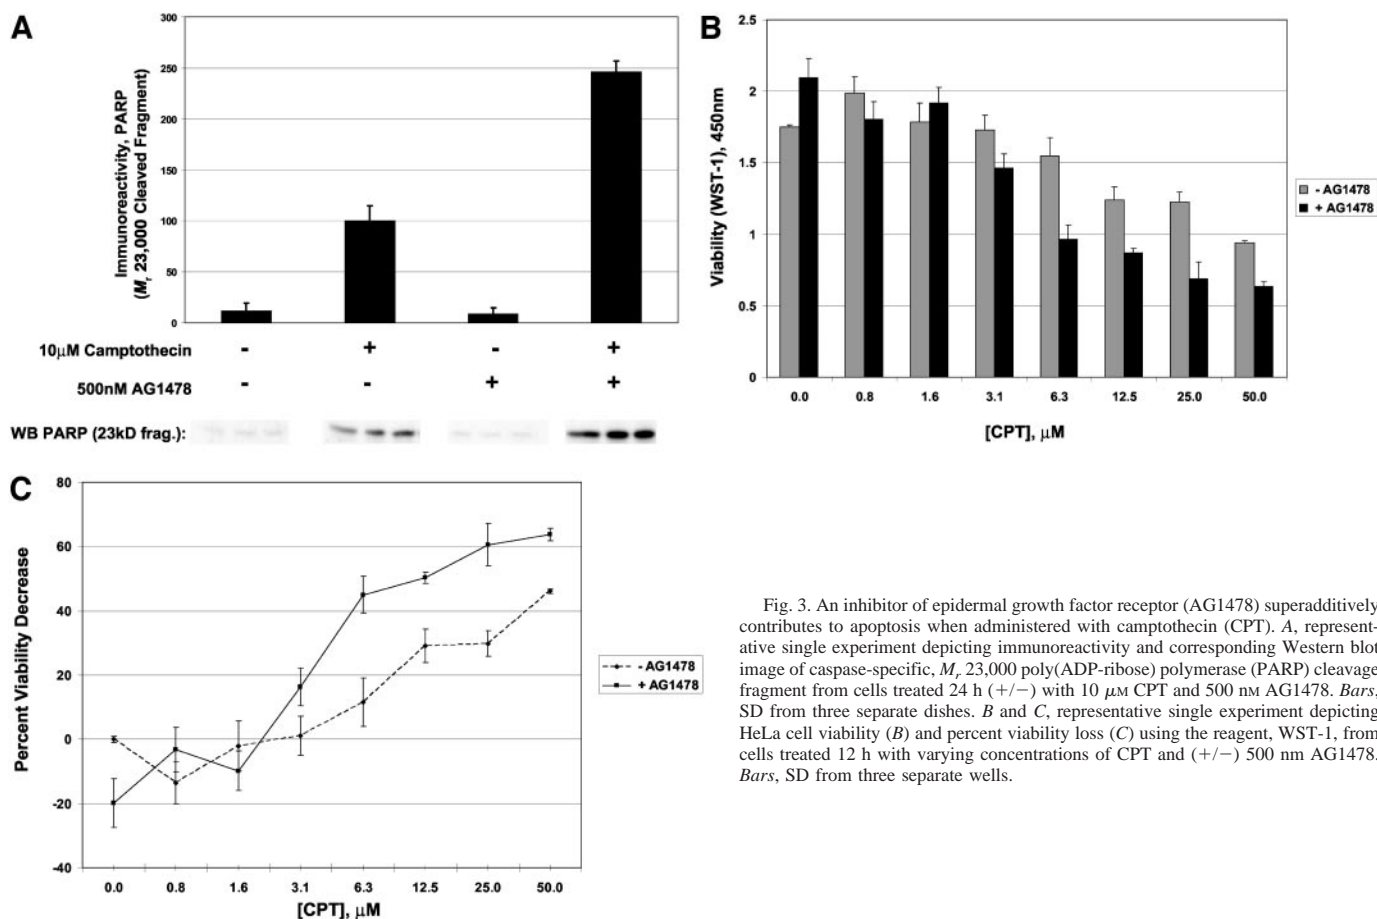 A
Immunoreactivity, PARP
(Mr 23,000 Cleaved Fragment)
300
250
200
150
100
50
0
10μM Camptothecin - + - +
500nM AG1478 - - + +
WB PARP (23kD frag.):
B
Viability (WST-1), 450nm
2.5
2
1.5
1
0.5
0
0.0 0.8 1.6 3.1 6.3 12.5 25.0 50.0
[CPT], μM
- AG1478
+ AG1478
C
Percent Viability Decrease
80
60
40
20
0
-20
-40
0.0 0.8 1.6 3.1 6.3 12.5 25.0 50.0
[CPT], μM
- AG1478
+ AG1478
Fig. 3. An inhibitor of epidermal growth factor receptor (AG1478) superadditively
contributes to apoptosis when administered with camptothecin (CPT). A, represent-
ative single experiment depicting immunoreactivity and corresponding Western blot
image of caspase-specific, Mr 23,000 poly(ADP-ribose) polymerase (PARP) cleavage
fragment from cells treated 24 h (+/−) with 10 μM CPT and 500 nM AG1478. Bars,
SD from three separate dishes. B and C, representative single experiment depicting
HeLa cell viability (B) and percent viability loss (C) using the reagent, WST-1, from
cells treated 12 h with varying concentrations of CPT and (+/−) 500 nm AG1478.
Bars, SD from three separate wells.